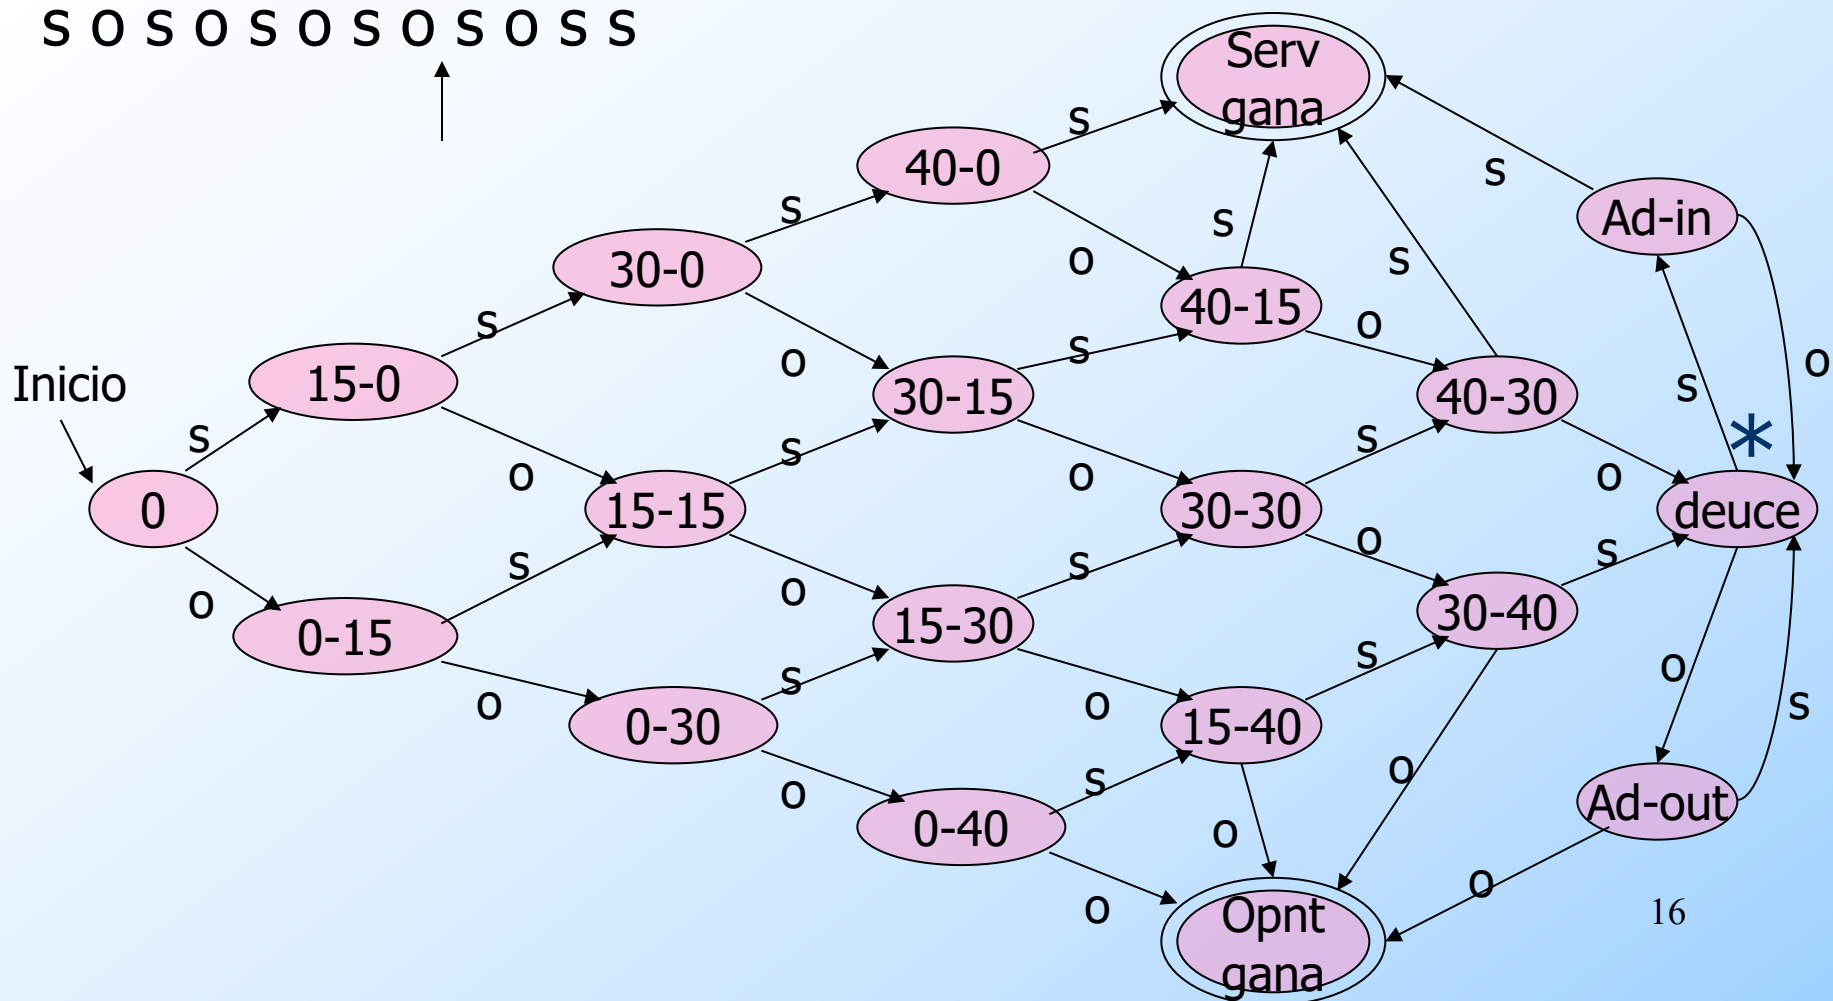 s o s o s o s o s o s s
Serv
gana
s
40-0
s
s
s
Ad-in
30-0
o
s
40-15
s
o
s
o
Inicio
15-0
o
s
30-15
40-30
s
*
s
o
s
o
s
o
0
15-15
30-30
deuce
s
o
s
o
s
o
o
0-15
15-30
30-40
s
s
o
s
o
o
0-30
15-40
s
o
s
o
o
Ad-out
0-40
o
o
o
Opnt
gana
16